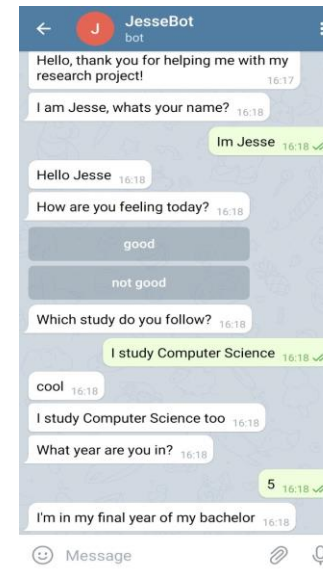 JesseBot
J
bot
Hello, thank you for helping me with my
research project!
16:17
I am Jesse, whats your name? 16:18
Im Jesse 16:18
Hello Jesse 16:18
How are you feeling today? 16:18
good
not good
Which study do you follow? 16:18
I study Computer Science 16:18
cool 16:18
I study Computer Science too 16:18
What year are you in? 16:18
5 16:18
I'm in my final year of my bachelor 16:18
Message